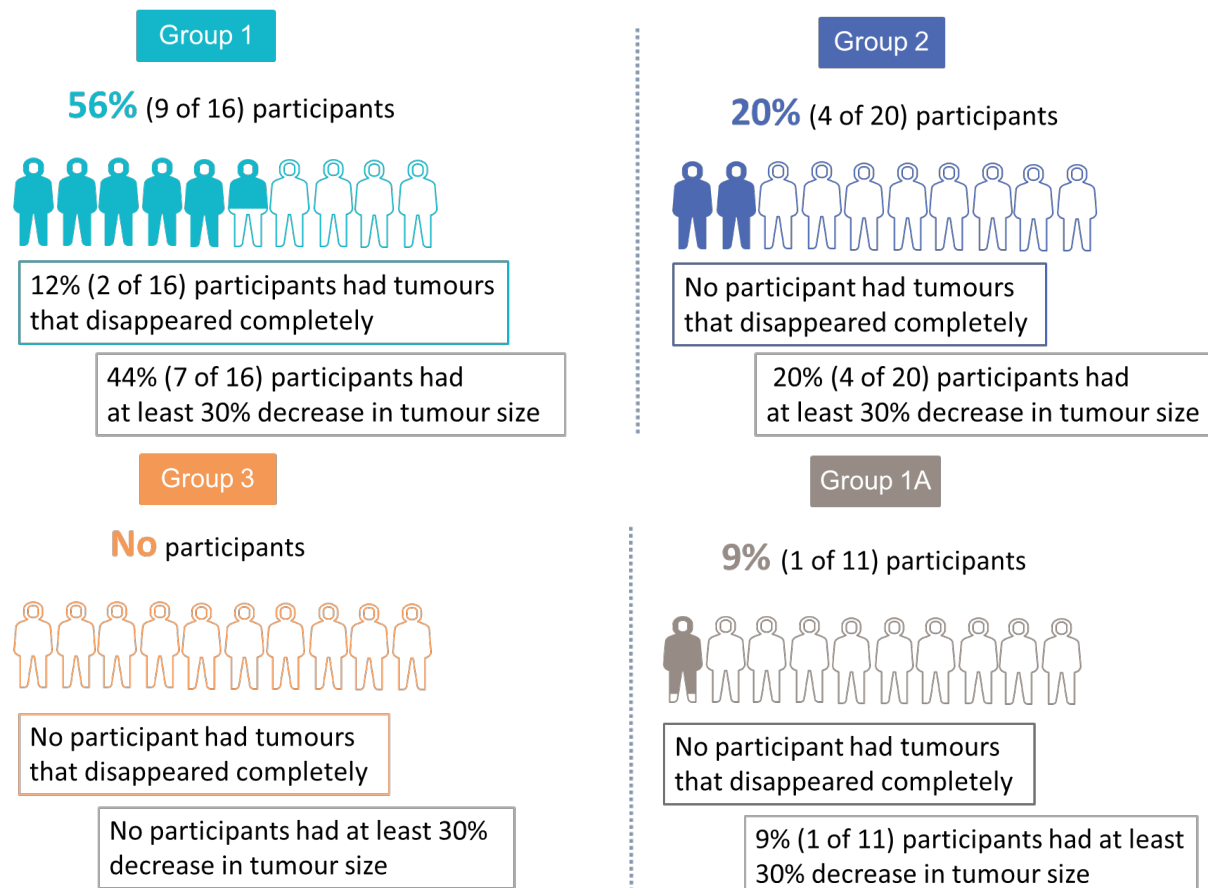 Group 1
56% (9 of 16) participants
12% (2 of 16) participants had tumours
that disappeared completely
44% (7 of 16) participants had
at least 30% decrease in tumour size
Group 2
20% (4 of 20) participants
No participant had tumours
that disappeared completely
20% (4 of 20) participants had
at least 30% decrease in tumour size
Group 3
No participants
No participant had tumours
that disappeared completely
No participants had at least 30%
decrease in tumour size
Group 1A
9% (1 of 11) participants
No participant had tumours
that disappeared completely
9% (1 of 11) participants had at least
30% decrease in tumour size